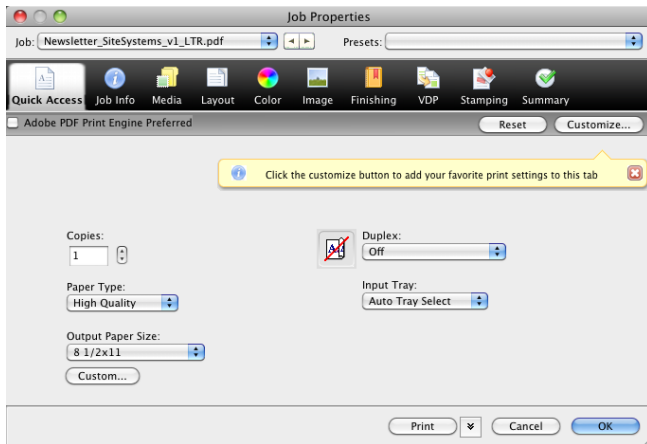 Job Properties
Job: Newsletter_SiteSystems_v1_LTR.pdf Presets:
Quick Access Job Info Media Layout Color Image Finishing VDP Stamping Summary
Adobe PDF Print Engine Preferred Reset Customize...
Click the customize button to add your favorite print settings to this tab
Copies: Duplex:
1 Off
Paper Type: Input Tray:
High Quality Auto Tray Select
Output Paper Size:
8 1/2x11
Custom...
Print Cancel OK